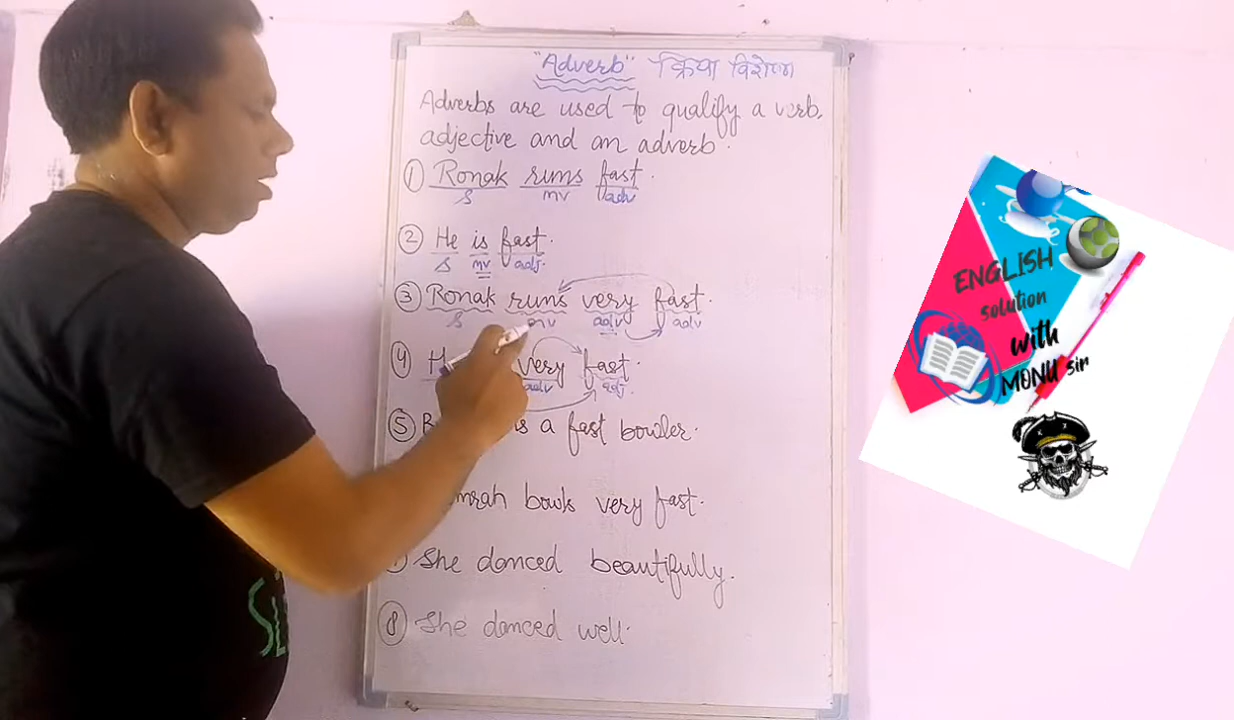 "Adverb" क्रिया विशेषण
Adverbs are used to qualify a verb,
adjective and an adverb.
① Ronak runs fast.
S mv adv
② He is fast.
S mv adj.
③ Ronak runs very fast.
S mv adv adv
④ very fast.
adv adj.
⑤ is a fast bowler.
bowls very fast.
She danced beautifully.
⑧ She danced well.
ENGLISH
solution
with
MONU sir